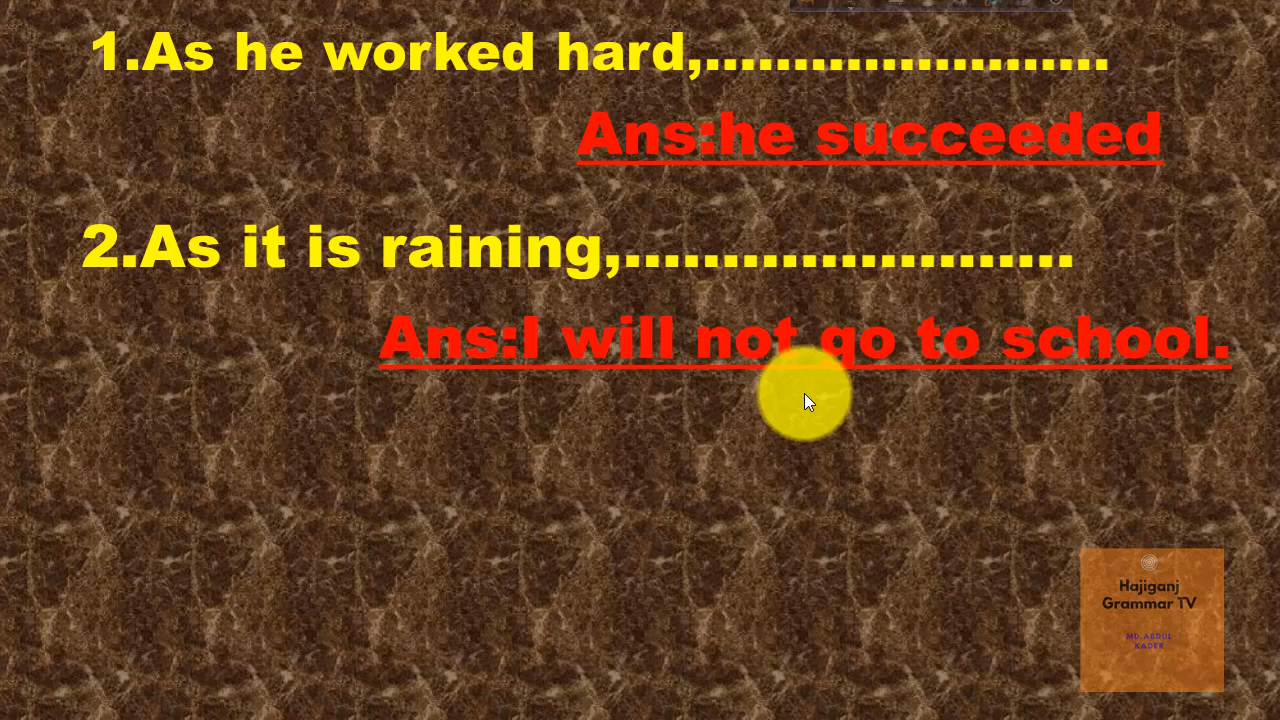 1.As he worked hard,.......................
Ans:he succeeded
2.As it is raining,.......................
Ans:I will not go to school.
Hajiganj
Grammar TV
MD.ABDUL
KADER